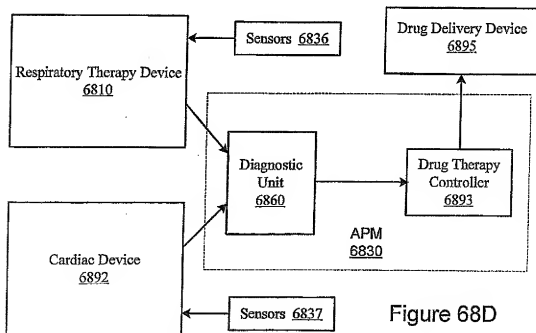 Sensors 6836
Drug Delivery Device
6895
Respiratory Therapy Device
6810
Diagnostic
Unit
6860
Drug Therapy
Controller
6893
APM
6830
Cardiac Device
6892
Sensors 6837
Figure 68D